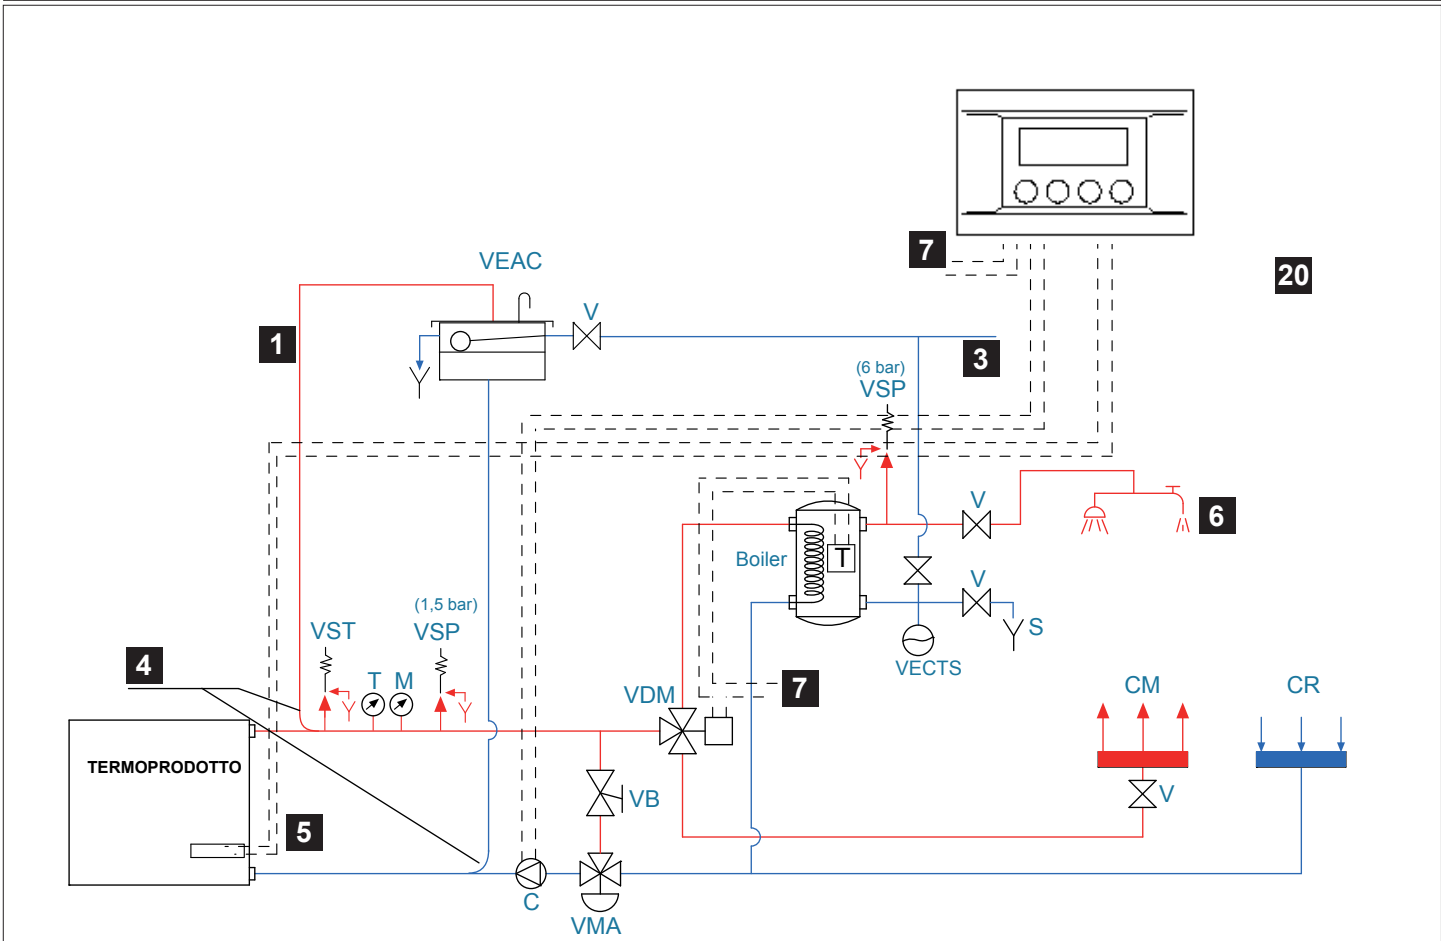 7
20
VEAC
V
1
3
(6 bar)
VSP
V
6
Boiler
T
V
S
VECTS
(1,5 bar)
VST
VSP
4
T
M
7
VDM
CM
CR
TERMOPRODOTTO
VB
V
5
C
VMA